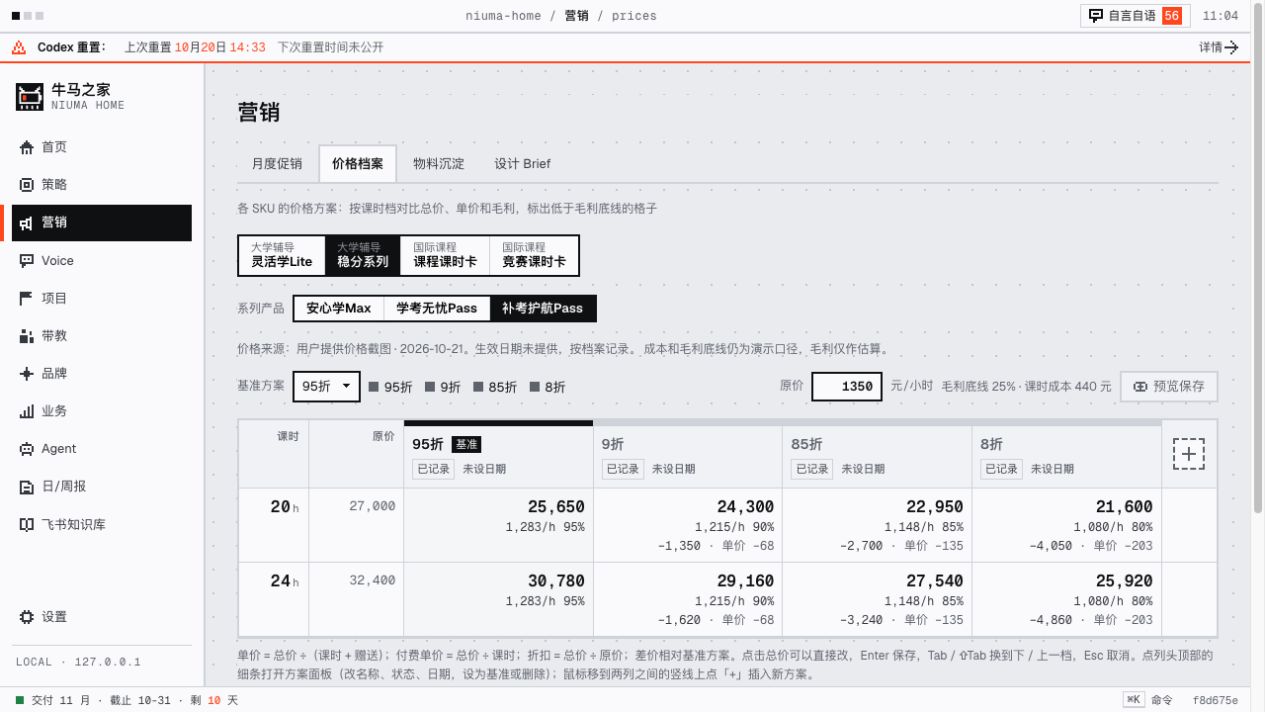 niuma-home / 营销 / prices
自言自语 56
11:04
Codex 重置： 上次重置 10月20日 14:33 下次重置时间未公开
详情→
牛马之家
NIUMA HOME
首页
策略
营销
Voice
项目
带教
品牌
业务
Agent
日/周报
飞书知识库
设置
LOCAL · 127.0.0.1
营销
月度促销 价格档案 物料沉淀 设计 Brief
各 SKU 的价格方案：按课时档对比总价、单价和毛利，标出低于毛利底线的格子
大学辅导 大学辅导 国际课程 国际课程
灵活学Lite 稳分系列 课程课时卡 竞赛课时卡
系列产品 安心学Max 学考无忧Pass 补考护航Pass
价格来源：用户提供价格截图 · 2026-10-21。生效日期未提供，按档案记录。 成本和毛利底线仍为演示口径，毛利仅作估算。
基准方案 95折 95折 9折 85折 8折 原价 1350 元/小时 毛利底线 25% · 课时成本 440 元 预览保存
课时 原价 95折 基准 9折 85折 8折
已记录 未设日期 已记录 未设日期 已记录 未设日期 已记录 未设日期
20h 27,000 25,650 24,300 22,950 21,600
1,283/h 95% 1,215/h 90% 1,148/h 85% 1,080/h 80%
−1,350 · 单价 −68 −2,700 · 单价 −135 −4,050 · 单价 −203
24h 32,400 30,780 29,160 27,540 25,920
1,283/h 95% 1,215/h 90% 1,148/h 85% 1,080/h 80%
−1,620 · 单价 −68 −3,240 · 单价 −135 −4,860 · 单价 −203
单价 = 总价 ÷（课时 + 赠送）；付费单价 = 总价 ÷ 课时；折扣 = 总价 ÷ 原价；差价相对基准方案。点击总价可以直接改，Enter 保存，Tab / ⇧Tab 换到下 / 上一档，Esc 取消。点列头顶部的
细条打开方案面板（改名称、状态、日期，设为基准或删除）；鼠标移到两列之间的竖线上点「+」插入新方案。
交付 11 月 · 截止 10-31 · 剩 10 天
⌘K 命令 f8d675e